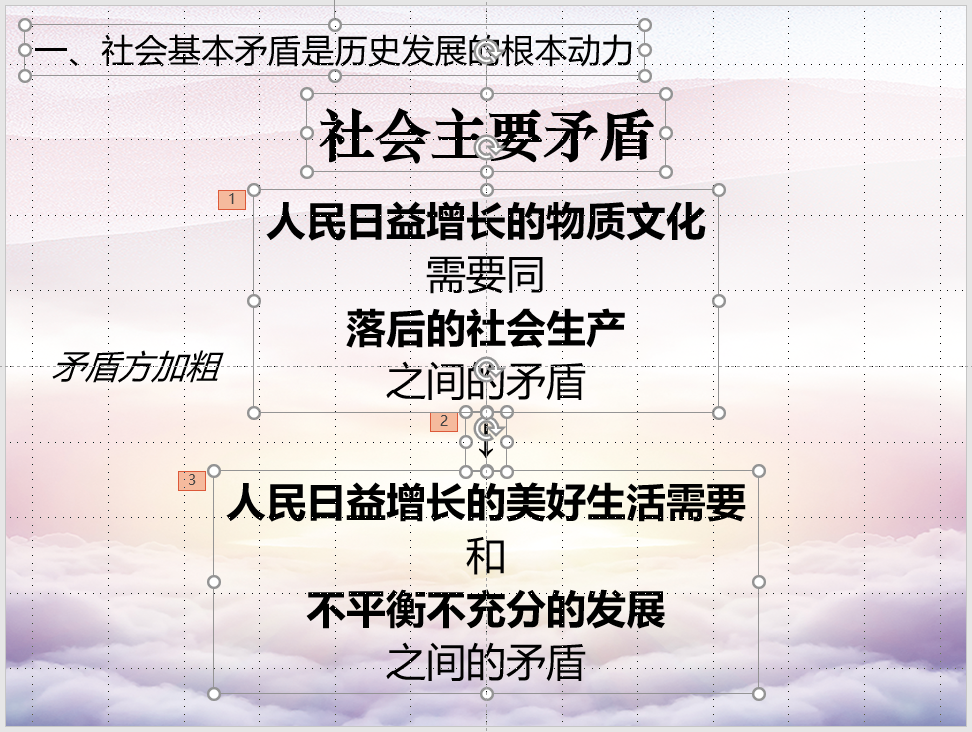 一、社会基本矛盾是历史发展的根本动力
社会主要矛盾
1
人民日益增长的物质文化
需要同
落后的社会生产
之间的矛盾
矛盾方加粗
2
↓
3
人民日益增长的美好生活需要
和
不平衡不充分的发展
之间的矛盾